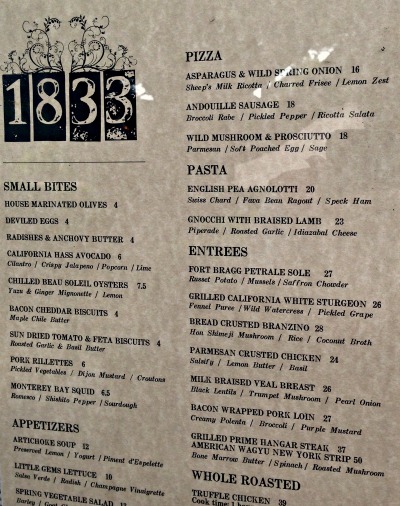 1833
SMALL BITES
HOUSE MARINATED OLIVES 4
DEVILED EGGS 4
RADISHES & ANCHOVY BUTTER 4
CALIFORNIA HASS AVOCADO 6
Cilantro / Crispy Jalapeno / Popcorn / Lime
CHILLED BEAU SOLEIL OYSTERS 7.5
Yuzu & Ginger Mignonette / Lemon
BACON CHEDDAR BISCUITS 4
Maple Chile Butter
SUN DRIED TOMATO & FETA BISCUITS 4
Roasted Garlic & Basil Butter
PORK RILLETTES 6
Pickled Vegetables / Dijon Mustard / Croutons
MONTEREY BAY SQUID 6.5
Romesco / Shishito Pepper / Sourdough
APPETIZERS
ARTICHOKE SOUP 12
Preserved Lemon / Yogurt / Piment d'Espelette
LITTLE GEMS LETTUCE 10
Salsa Verde / Radish / Champagne Vinaigrette
SPRING VEGETABLE SALAD
PIZZA
ASPARAGUS & WILD SPRING ONION 16
Sheep's Milk Ricotta / Charred Frisee / Lemon Zest
ANDOUILLE SAUSAGE 18
Broccoli Rabe / Pickled Pepper / Ricotta Salata
WILD MUSHROOM & PROSCIUTTO 18
Parmesan / Soft Poached Egg / Sage
PASTA
ENGLISH PEA AGNOLOTTI 20
Swiss Chard / Fava Bean Ragout / Speck Ham
GNOCCHI WITH BRAISED LAMB 23
Piperade / Roasted Garlic / Idiazabal Cheese
ENTREES
FORT BRAGG PETRALE SOLE 27
Russet Potato / Mussels / Saffron Chowder
GRILLED CALIFORNIA WHITE STURGEON 26
Fennel Puree / Wild Watercress / Pickled Grape
BREAD CRUSTED BRANZINO 28
Hon Shimeji Mushroom / Rice / Coconut Broth
PARMESAN CRUSTED CHICKEN 24
Salsify / Lemon Butter / Basil
MILK BRAISED VEAL BREAST 26
Black Lentils / Trumpet Mushroom / Pearl Onion
BACON WRAPPED PORK LOIN 27
Creamy Polenta / Broccoli / Purple Mustard
GRILLED PRIME HANGAR STEAK 37
AMERICAN WAGYU NEW YORK STRIP 50
Bone Marrow Butter / Spinach / Roasted Mushroom
WHOLE ROASTED
TRUFFLE CHICKEN 39
Cook time: 1 hour